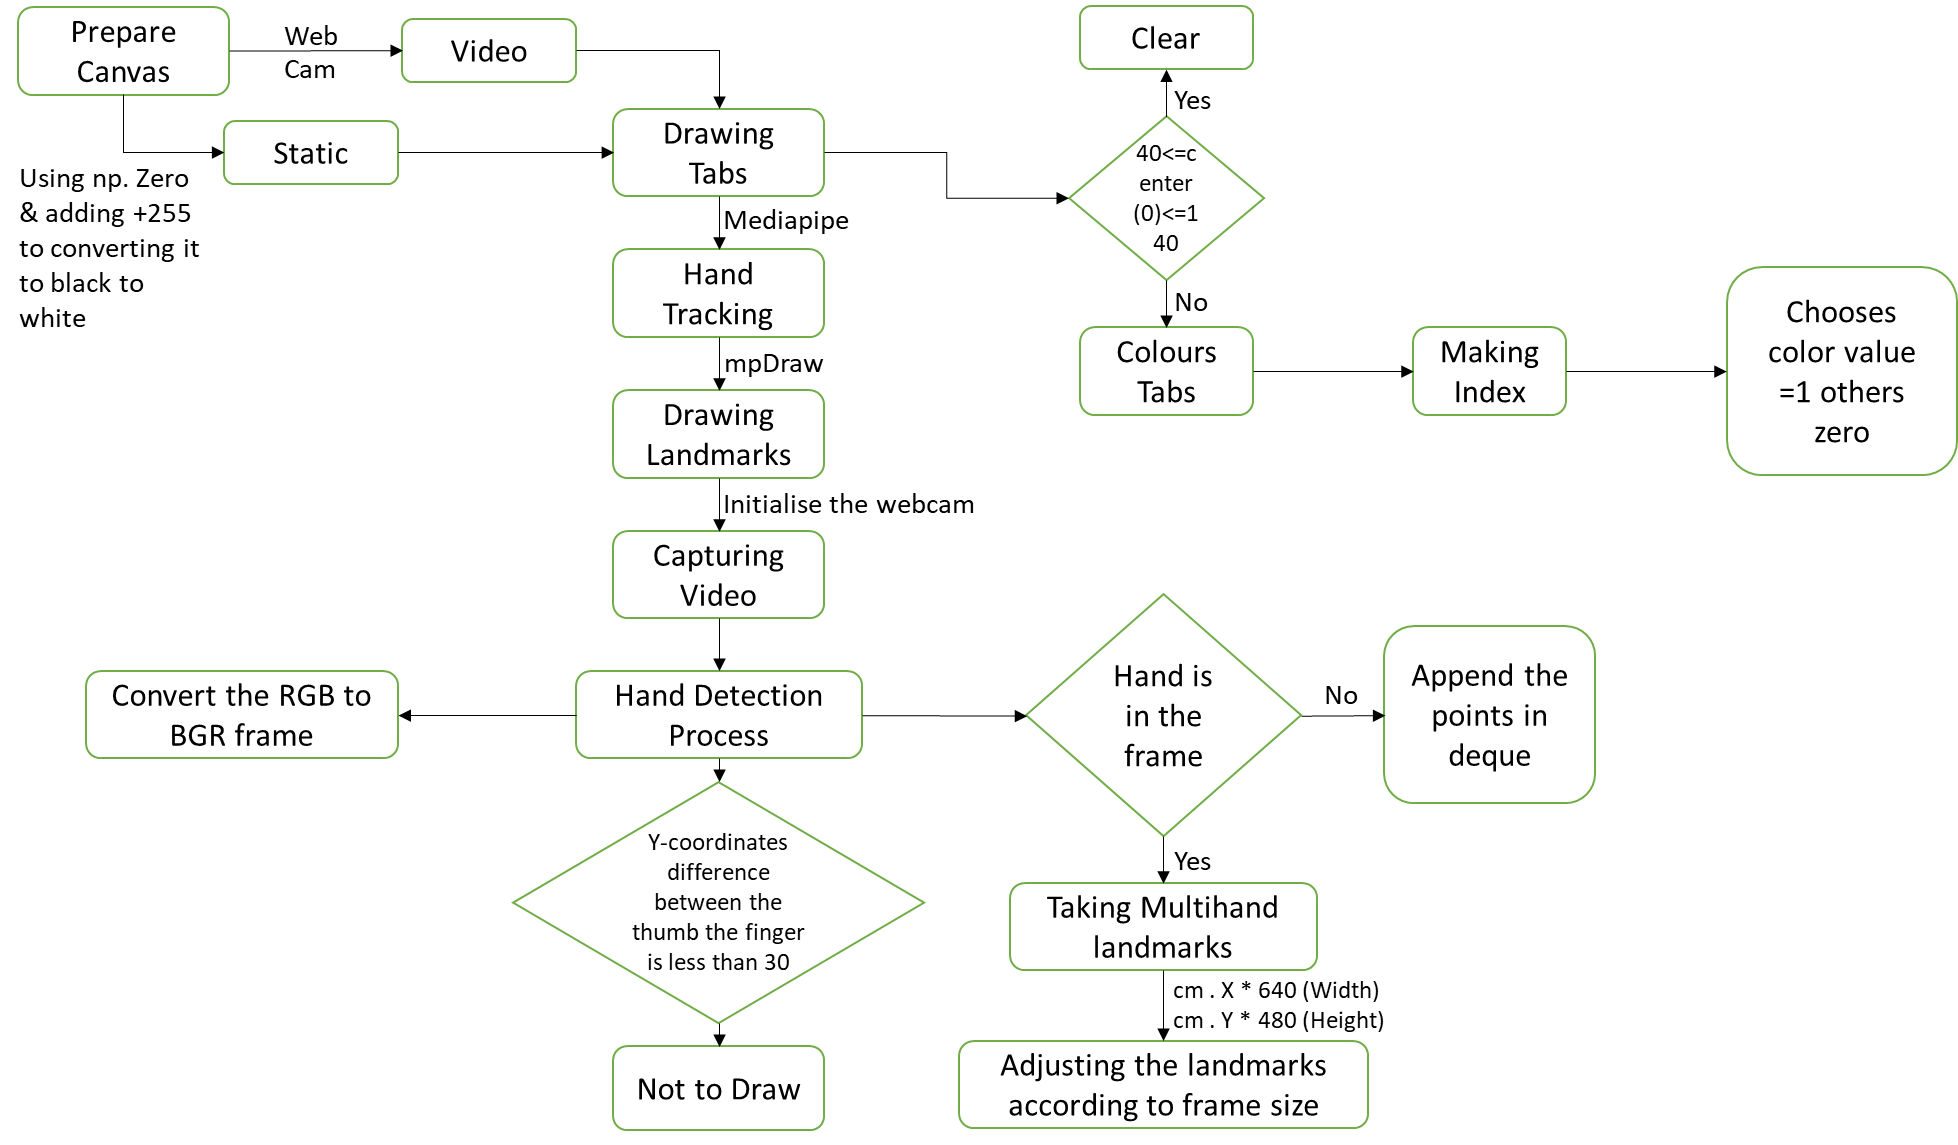 Prepare
Canvas
Web
Cam
Video
Clear
Yes
Static
Drawing
Tabs
40<=c
enter
(0)<=1
40
Using np. Zero
& adding +255
to converting it
to black to
white
Mediapipe
Hand
Tracking
No
Colours
Tabs
Making
Index
Chooses
color value
=1 others
zero
mpDraw
Drawing
Landmarks
Initialise the webcam
Capturing
Video
Convert the RGB to
BGR frame
Hand Detection
Process
Hand is
in the
frame
No
Append the
points in
deque
Y-coordinates
difference
between the
thumb the finger
is less than 30
Yes
Taking Multihand
landmarks
cm . X * 640 (Width)
cm . Y * 480 (Height)
Not to Draw
Adjusting the landmarks
according to frame size